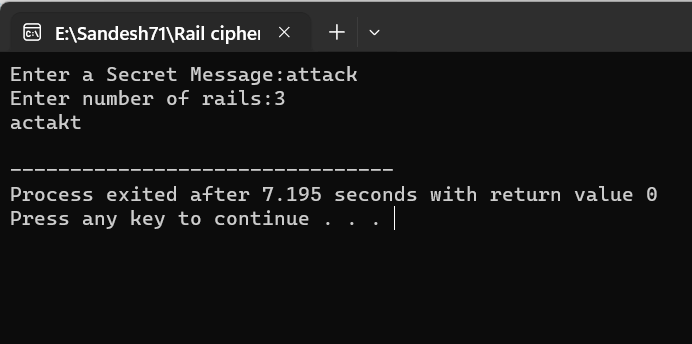 E:\Sandesh71\Rail cipher
Enter a Secret Message:attack
Enter number of rails:3
actakt
--------------------------------
Process exited after 7.195 seconds with return value 0
Press any key to continue . . .